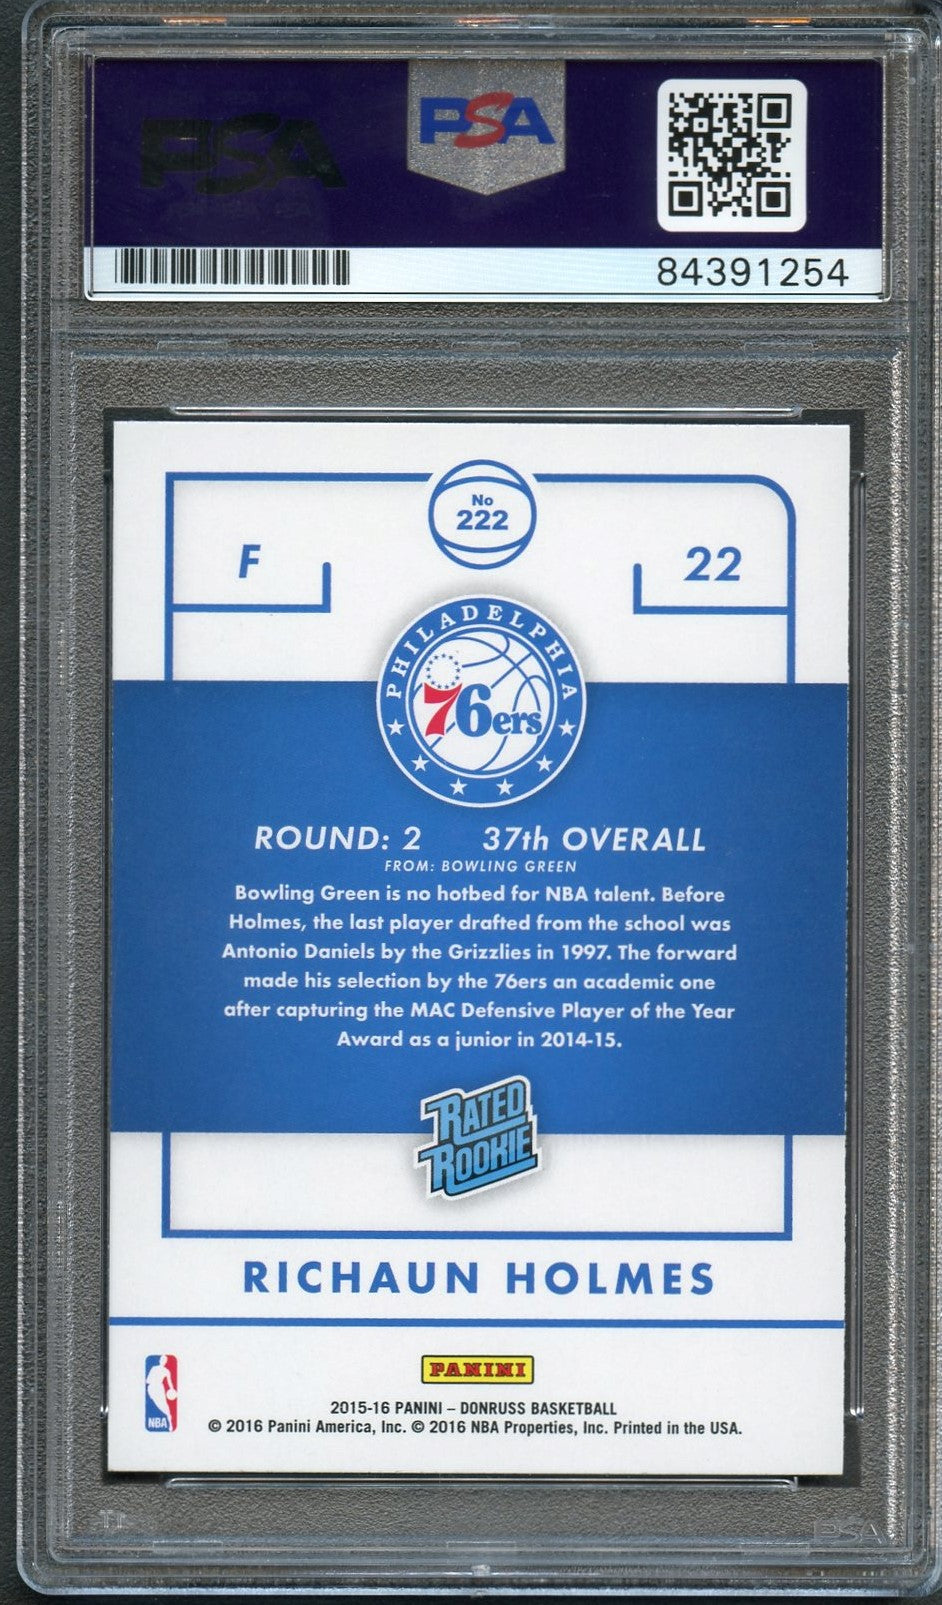 PSA
PSA
84391254
No
222
F
22
PHILADELPHIA
76ers
ROUND: 2 37th OVERALL
FROM: BOWLING GREEN
Bowling Green is no hotbed for NBA talent. Before
Holmes, the last player drafted from the school was
Antonio Daniels by the Grizzlies in 1997. The forward
made his selection by the 76ers an academic one
after capturing the MAC Defensive Player of the Year
Award as a junior in 2014-15.
RATED
ROOKIE
RICHAUN HOLMES
NBA
PANINI
2015-16 PANINI – DONRUSS BASKETBALL
© 2016 Panini America, Inc. © 2016 NBA Properties, Inc. Printed in the USA.
PSA